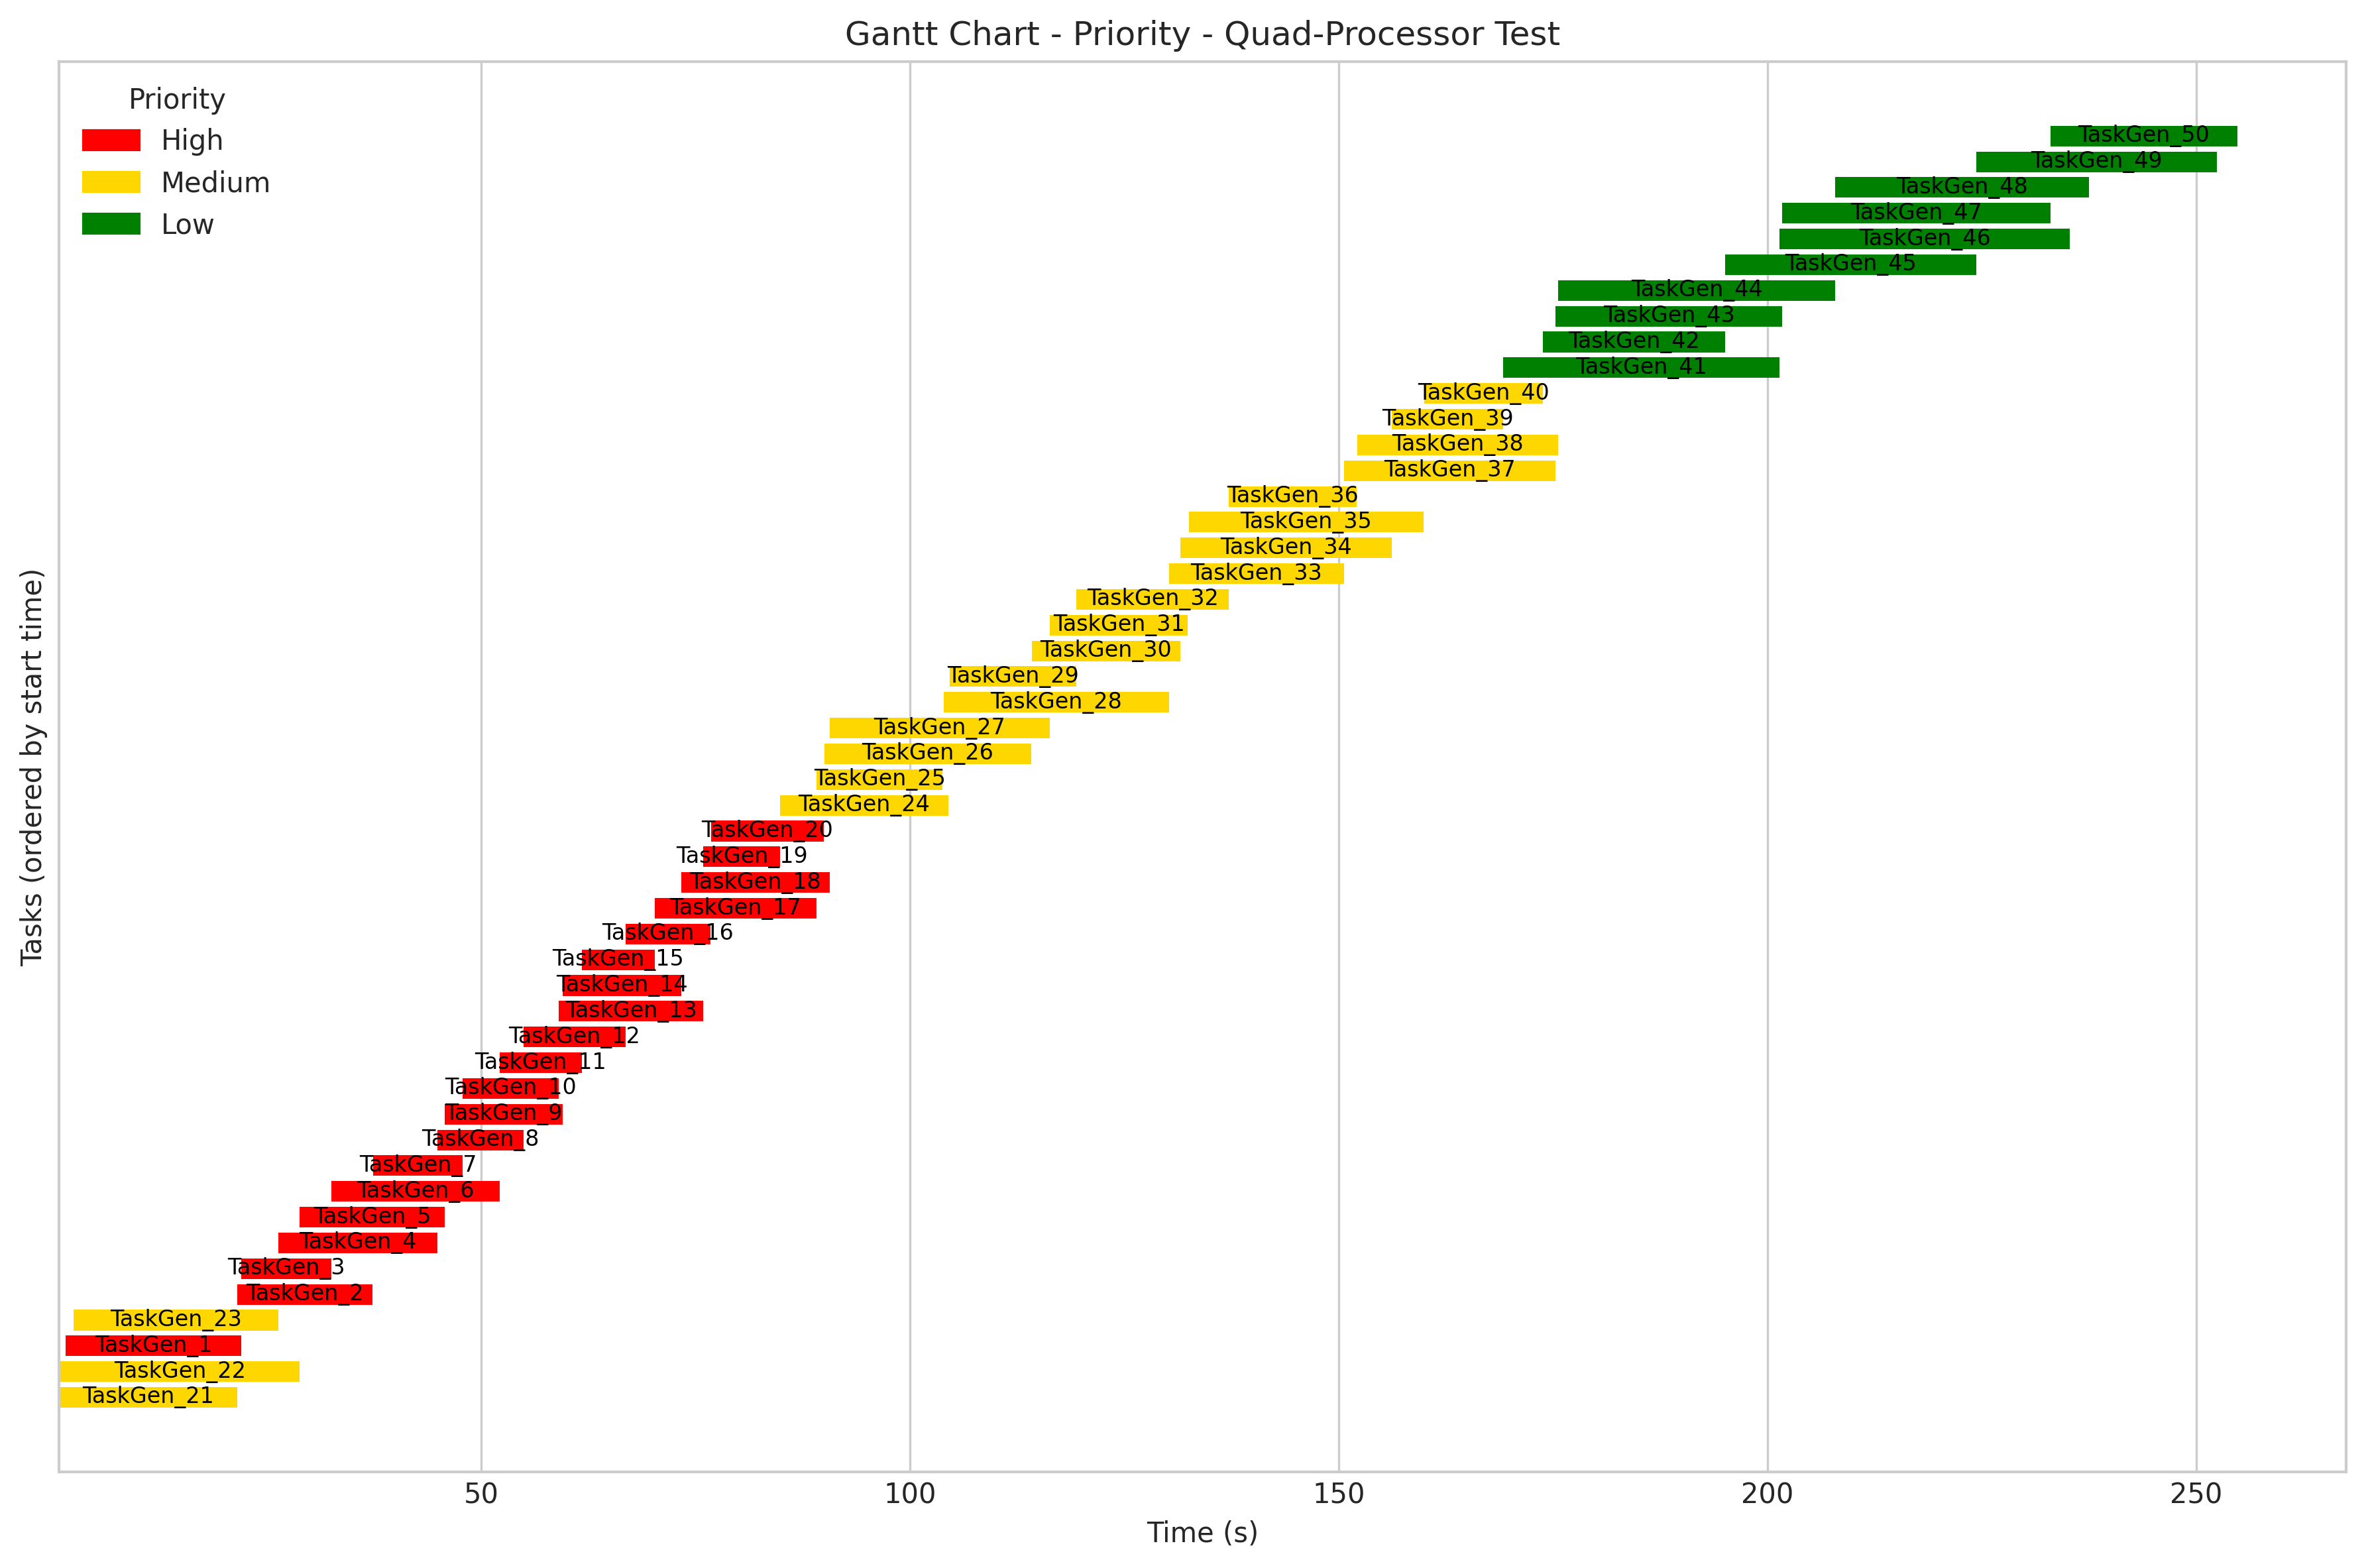 Gantt Chart - Priority - Quad-Processor Test
Priority
High
Medium
Low
TaskGen_50
TaskGen_49
TaskGen_48
TaskGen_47
TaskGen_46
TaskGen_45
TaskGen_44
TaskGen_43
TaskGen_42
TaskGen_41
TaskGen_40
TaskGen_39
TaskGen_38
TaskGen_37
TaskGen_36
TaskGen_35
TaskGen_34
TaskGen_33
TaskGen_32
TaskGen_31
TaskGen_30
TaskGen_29
TaskGen_28
TaskGen_27
TaskGen_26
TaskGen_25
TaskGen_24
TaskGen_20
TaskGen_19
TaskGen_18
TaskGen_17
TaskGen_16
TaskGen_15
TaskGen_14
TaskGen_13
TaskGen_12
TaskGen_11
TaskGen_10
TaskGen_9
TaskGen_8
TaskGen_7
TaskGen_6
TaskGen_5
TaskGen_4
TaskGen_3
TaskGen_2
TaskGen_23
TaskGen_1
TaskGen_22
TaskGen_21
Tasks (ordered by start time)
50 100 150 200 250
Time (s)